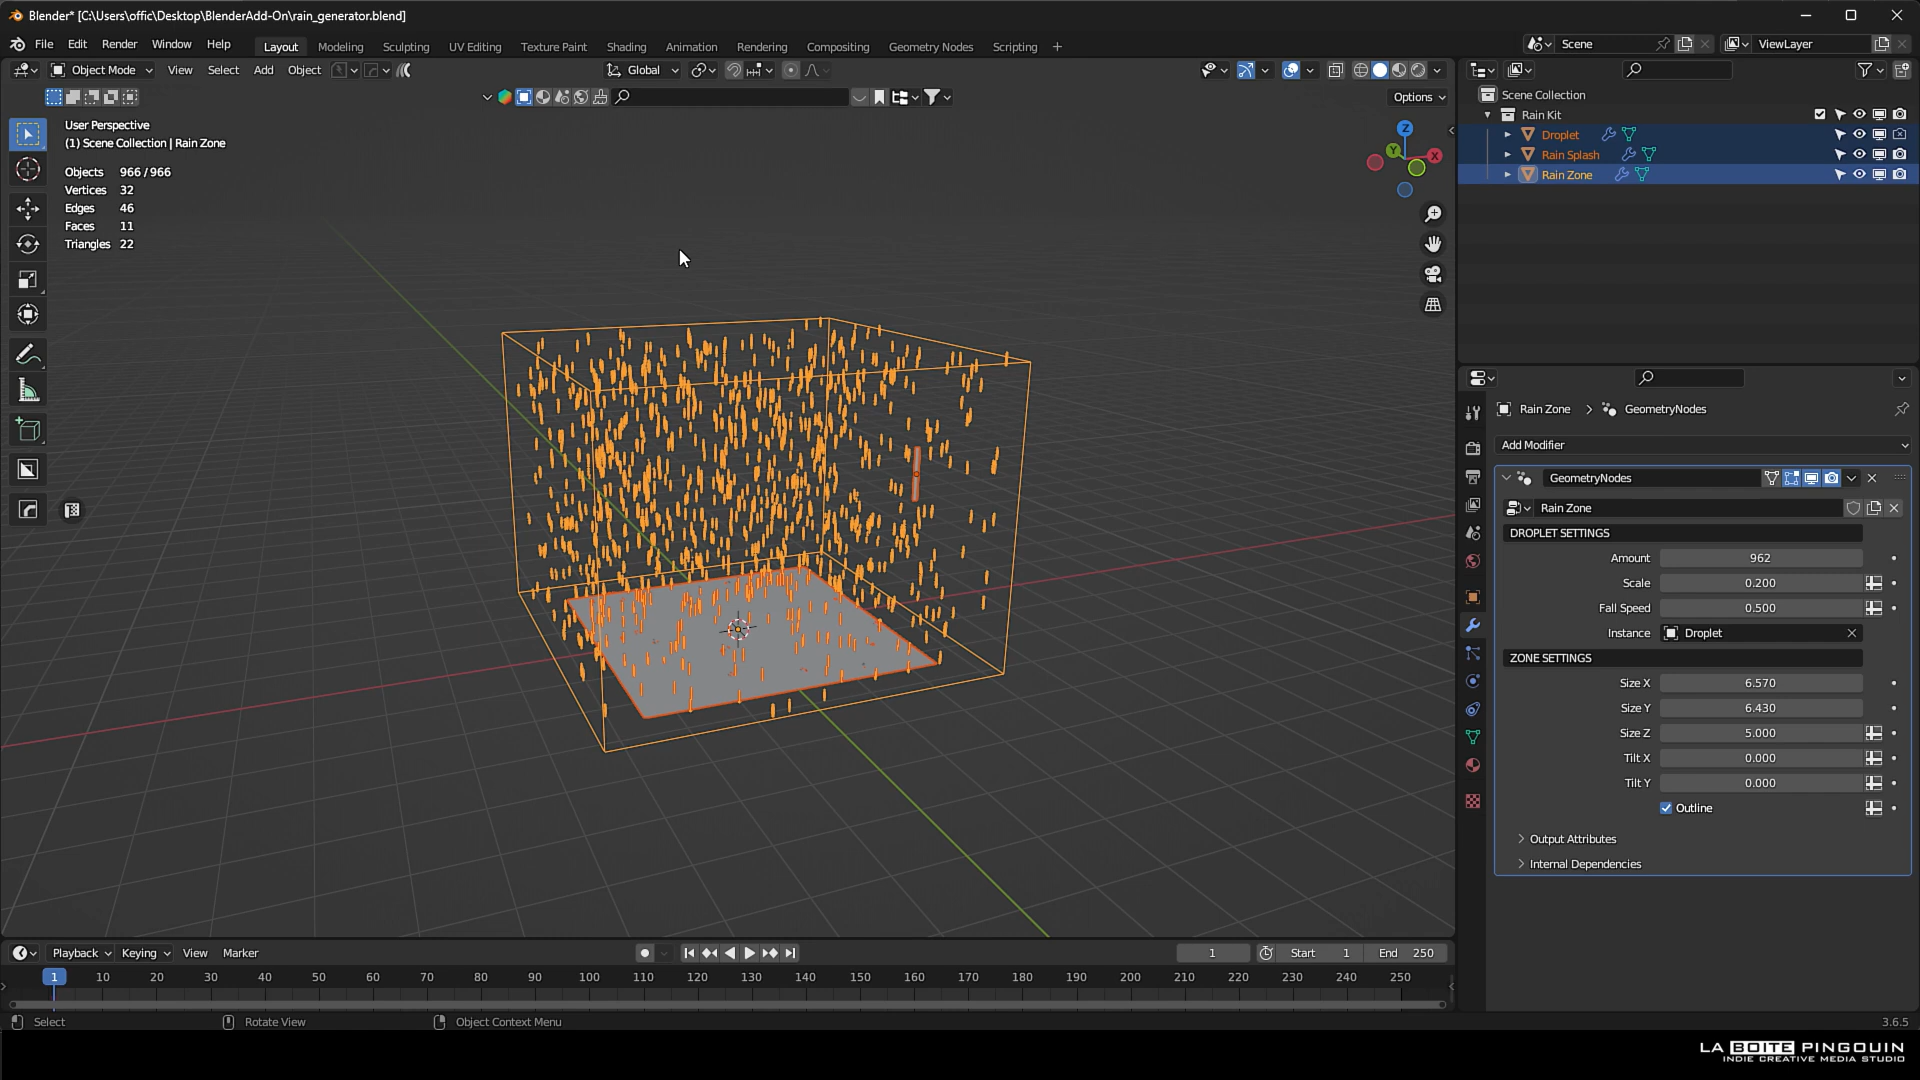 Blender* [C:\Users\offic\Desktop\BlenderAdd-On\rain_generator.blend]
File Edit Render Window Help Layout Modeling Sculpting UV Editing Texture Paint Shading Animation Rendering Compositing Geometry Nodes Scripting + Scene ViewLayer
Object Mode View Select Add Object Global
Options
User Perspective
(1) Scene Collection | Rain Zone
Objects 966 / 966
Vertices 32
Edges 46
Faces 11
Triangles 22
Z
Y
X
Scene Collection
Rain Kit
Droplet
Rain Splash
Rain Zone
Rain Zone > GeometryNodes
Add Modifier
GeometryNodes
Rain Zone
DROPLET SETTINGS
Amount 962
Scale 0.200
Fall Speed 0.500
Instance Droplet
ZONE SETTINGS
Size X 6.570
Size Y 6.430
Size Z 5.000
Tilt X 0.000
Tilt Y 0.000
Outline
Output Attributes
Internal Dependencies
Playback Keying View Marker 1 Start 1 End 250
1 10 20 30 40 50 60 70 80 90 100 110 120 130 140 150 160 170 180 190 200 210 220 230 240 250
Select Rotate View Object Context Menu 3.6.5
LA BOITE PINGOUIN
INDIE CREATIVE MEDIA STUDIO